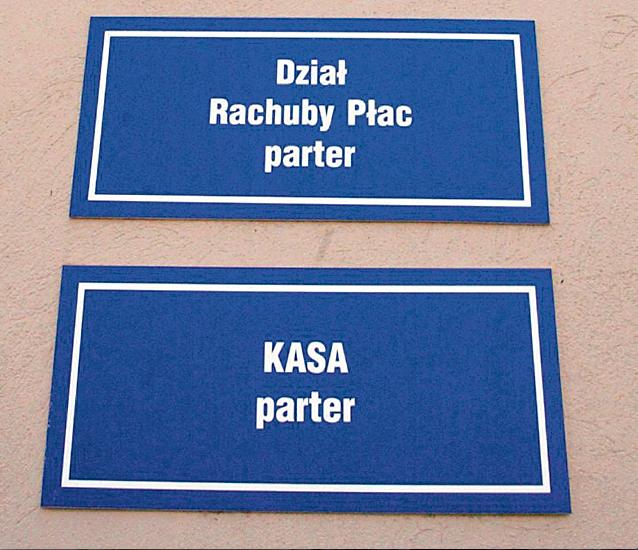 Dział
Rachuby Płac
parter
KASA
parter